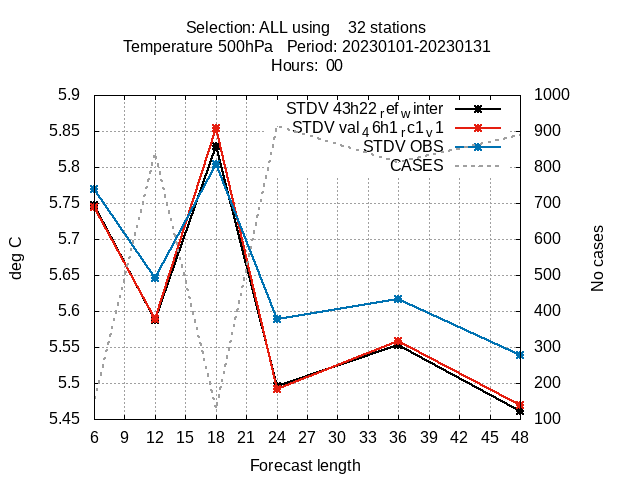 Selection: ALL using 32 stations
Temperature 500hPa Period: 20230101-20230131
Hours: 00
5.9
5.85
5.8
5.75
5.7
5.65
5.6
5.55
5.5
5.45
deg C
STDV 43h22refwinter
STDV val46h1rc1v1
STDV OBS
CASES
1000
900
800
700
600
500
400
300
200
100
No cases
6 9 12 15 18 21 24 27 30 33 36 39 42 45 48
Forecast length